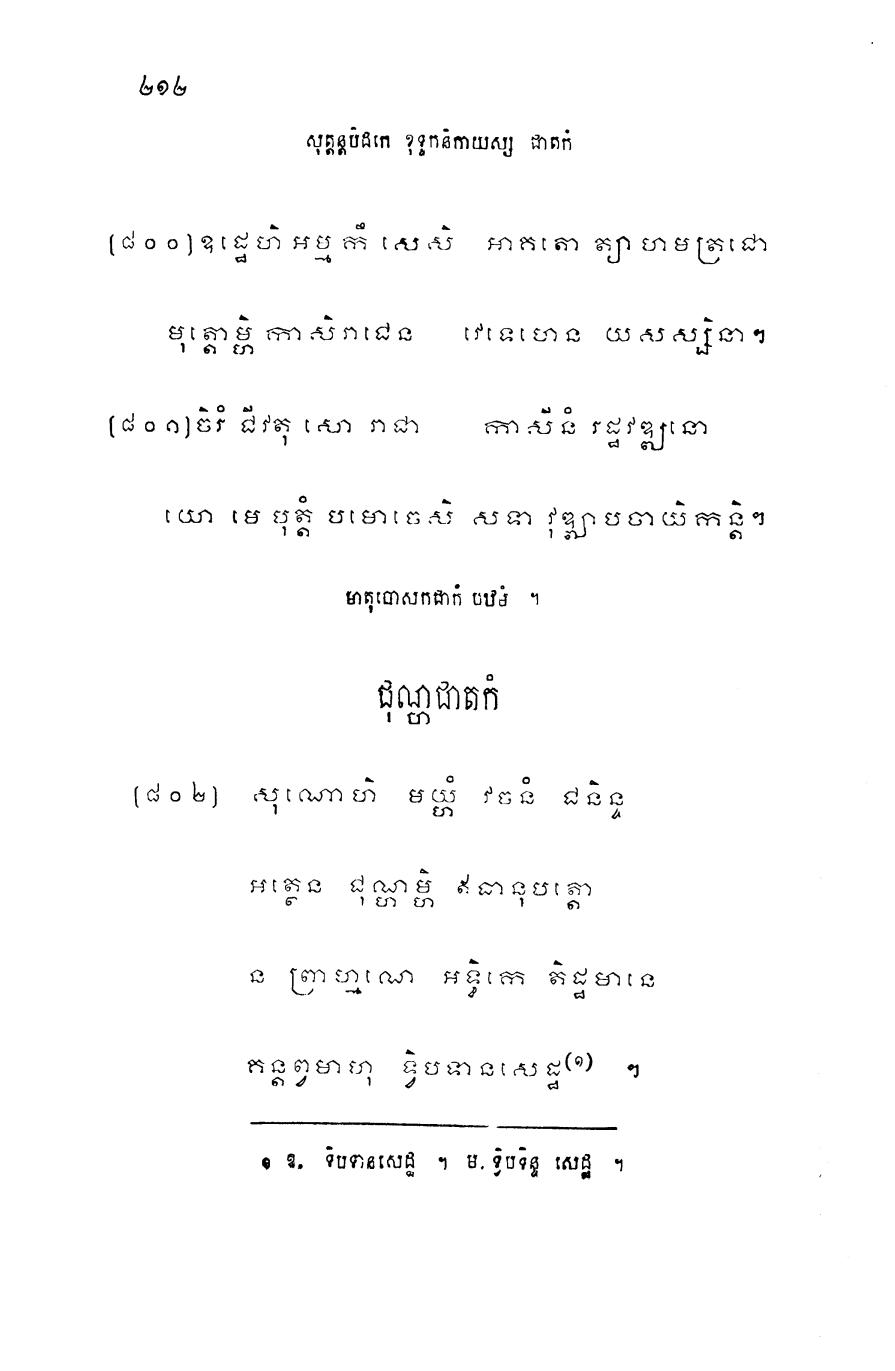 ២១២
សុត្តន្តបិដកេ ខុទ្ទកនិកាយស្ស ជាតកំ
(៨០០) ឧដ្ឋេហិ អម្ម កឹ សេសិ អាគតោ ត្យាហមត្រជោ
មុត្តោម្ហិ កាសិរាជេន វេទេហេន យសស្សិនា ៗ
(៨០១) ចិរំ ជីវតុ សោ រាជា កាសីនំ រដ្ឋវឌ្ឍនោ
យោ មេ បុត្តំ បមោចេសិ សទា វុឌ្ឍាបចាយិកន្តិ ៗ
មាតុបោសកជាតកំ បឋមំ ។
ជុណ្ហជាតកំ
(៨០២) សុណោហិ មយ្ហំ វចនំ ជនិន្ទ
អត្ថេន ជុណ្ហម្ហិ ឥធានុបត្តោ
ន ព្រាហ្មណេ អទ្ធិកេ តិដ្ឋមានេ
គន្តព្វមាហុ ទ្វិបទានសេដ្ឋ(១) ៗ
១ ឱ. ទិបទានសេដ្ឋ ។ ម. ទ្វិបទិន្ទ សេដ្ឋ ។